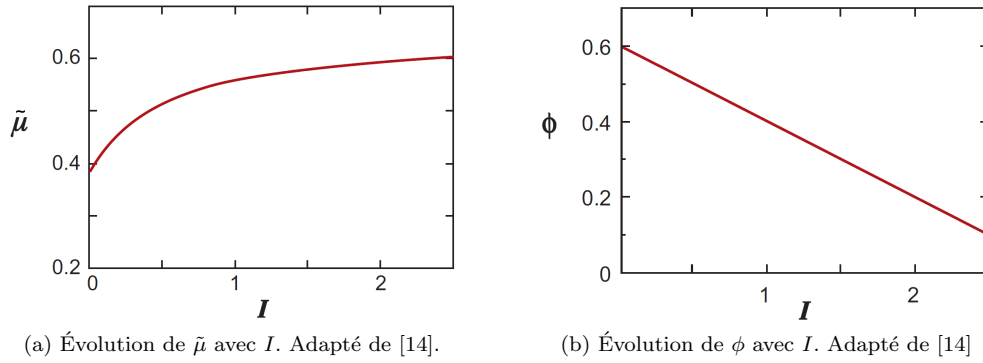 0.6
0.4
0.2
μ̃
0
1
2
I
(a) Évolution de μ̃ avec I. Adapté de [14].
0.6
0.4
0.2
0
ϕ
1
2
I
(b) Évolution de ϕ avec I. Adapté de [14]